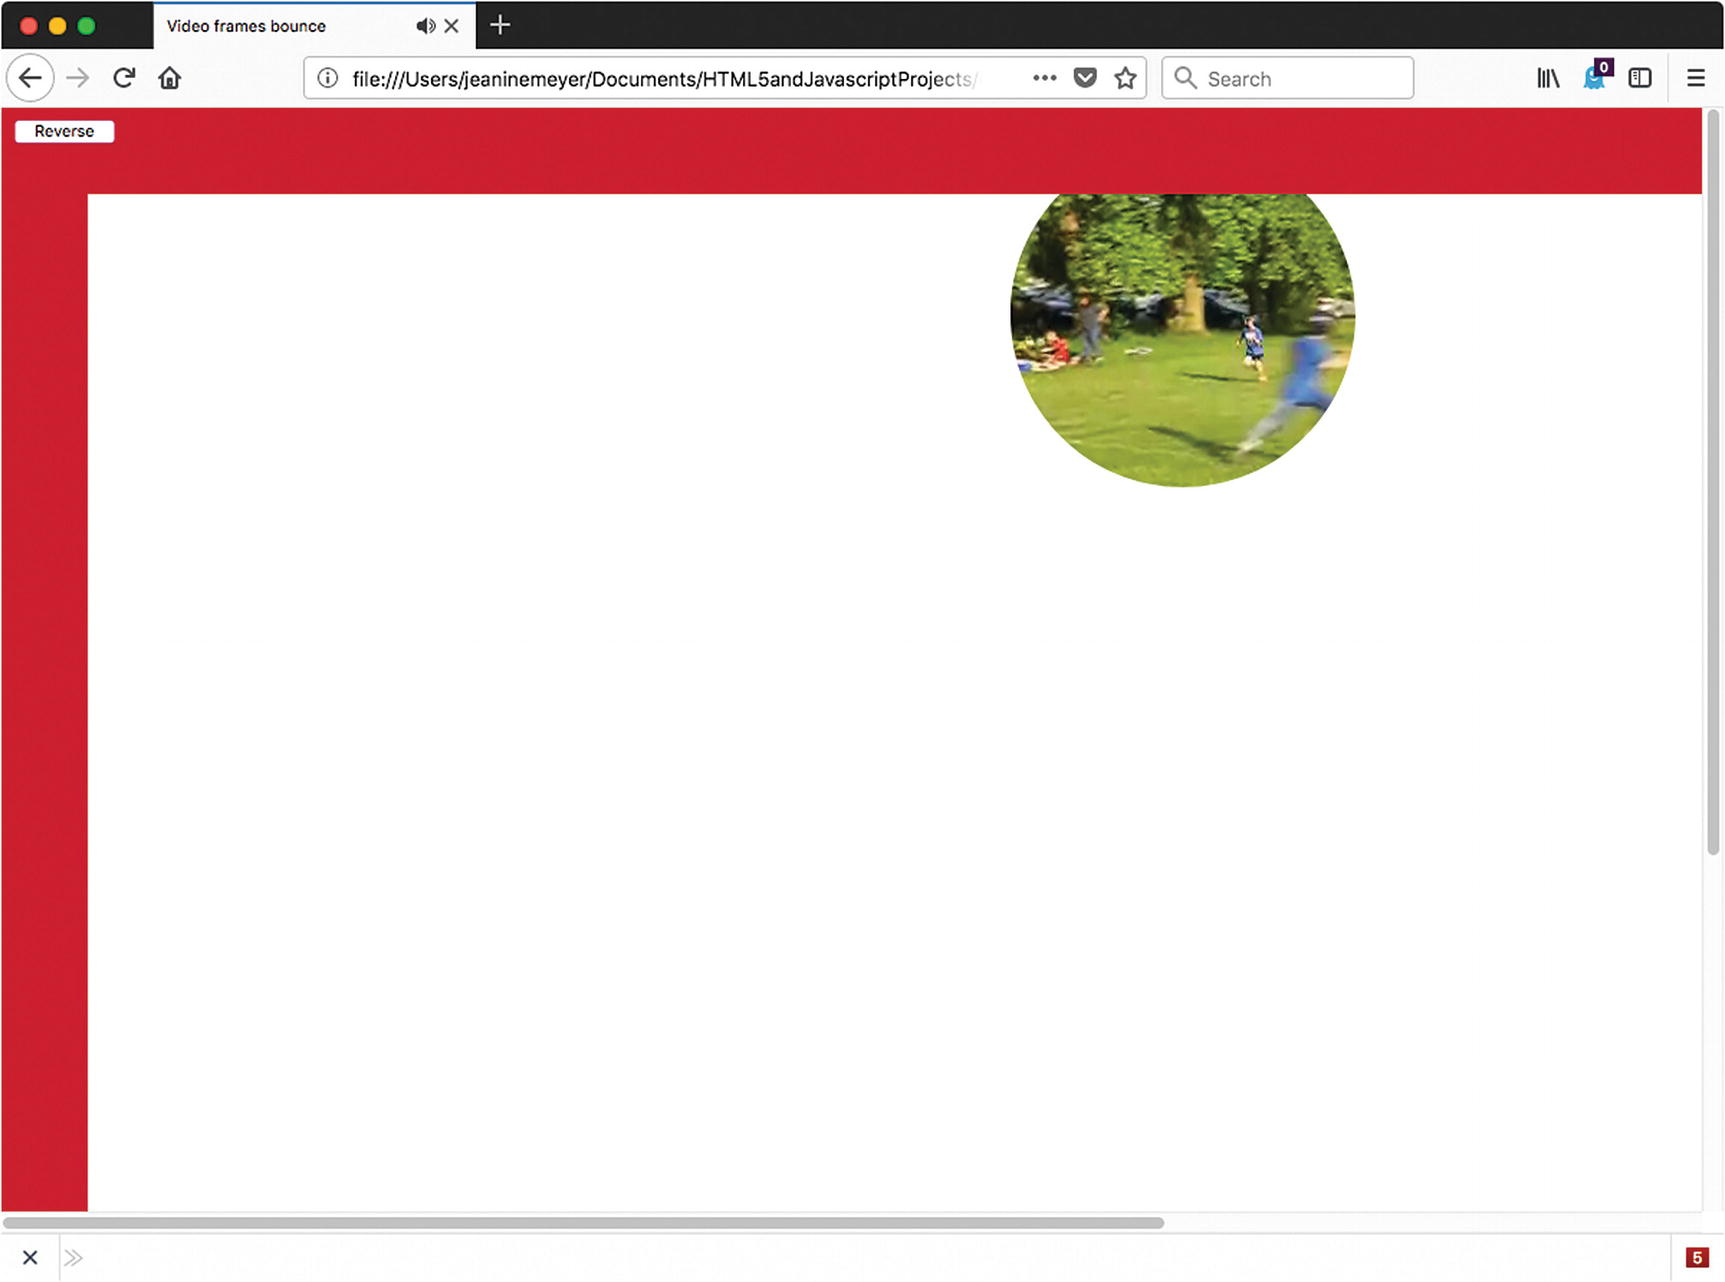 Video frames bounce
file:///Users/jeaninemeyer/Documents/HTML5andJavascriptProjects/
Search
0
Reverse
5